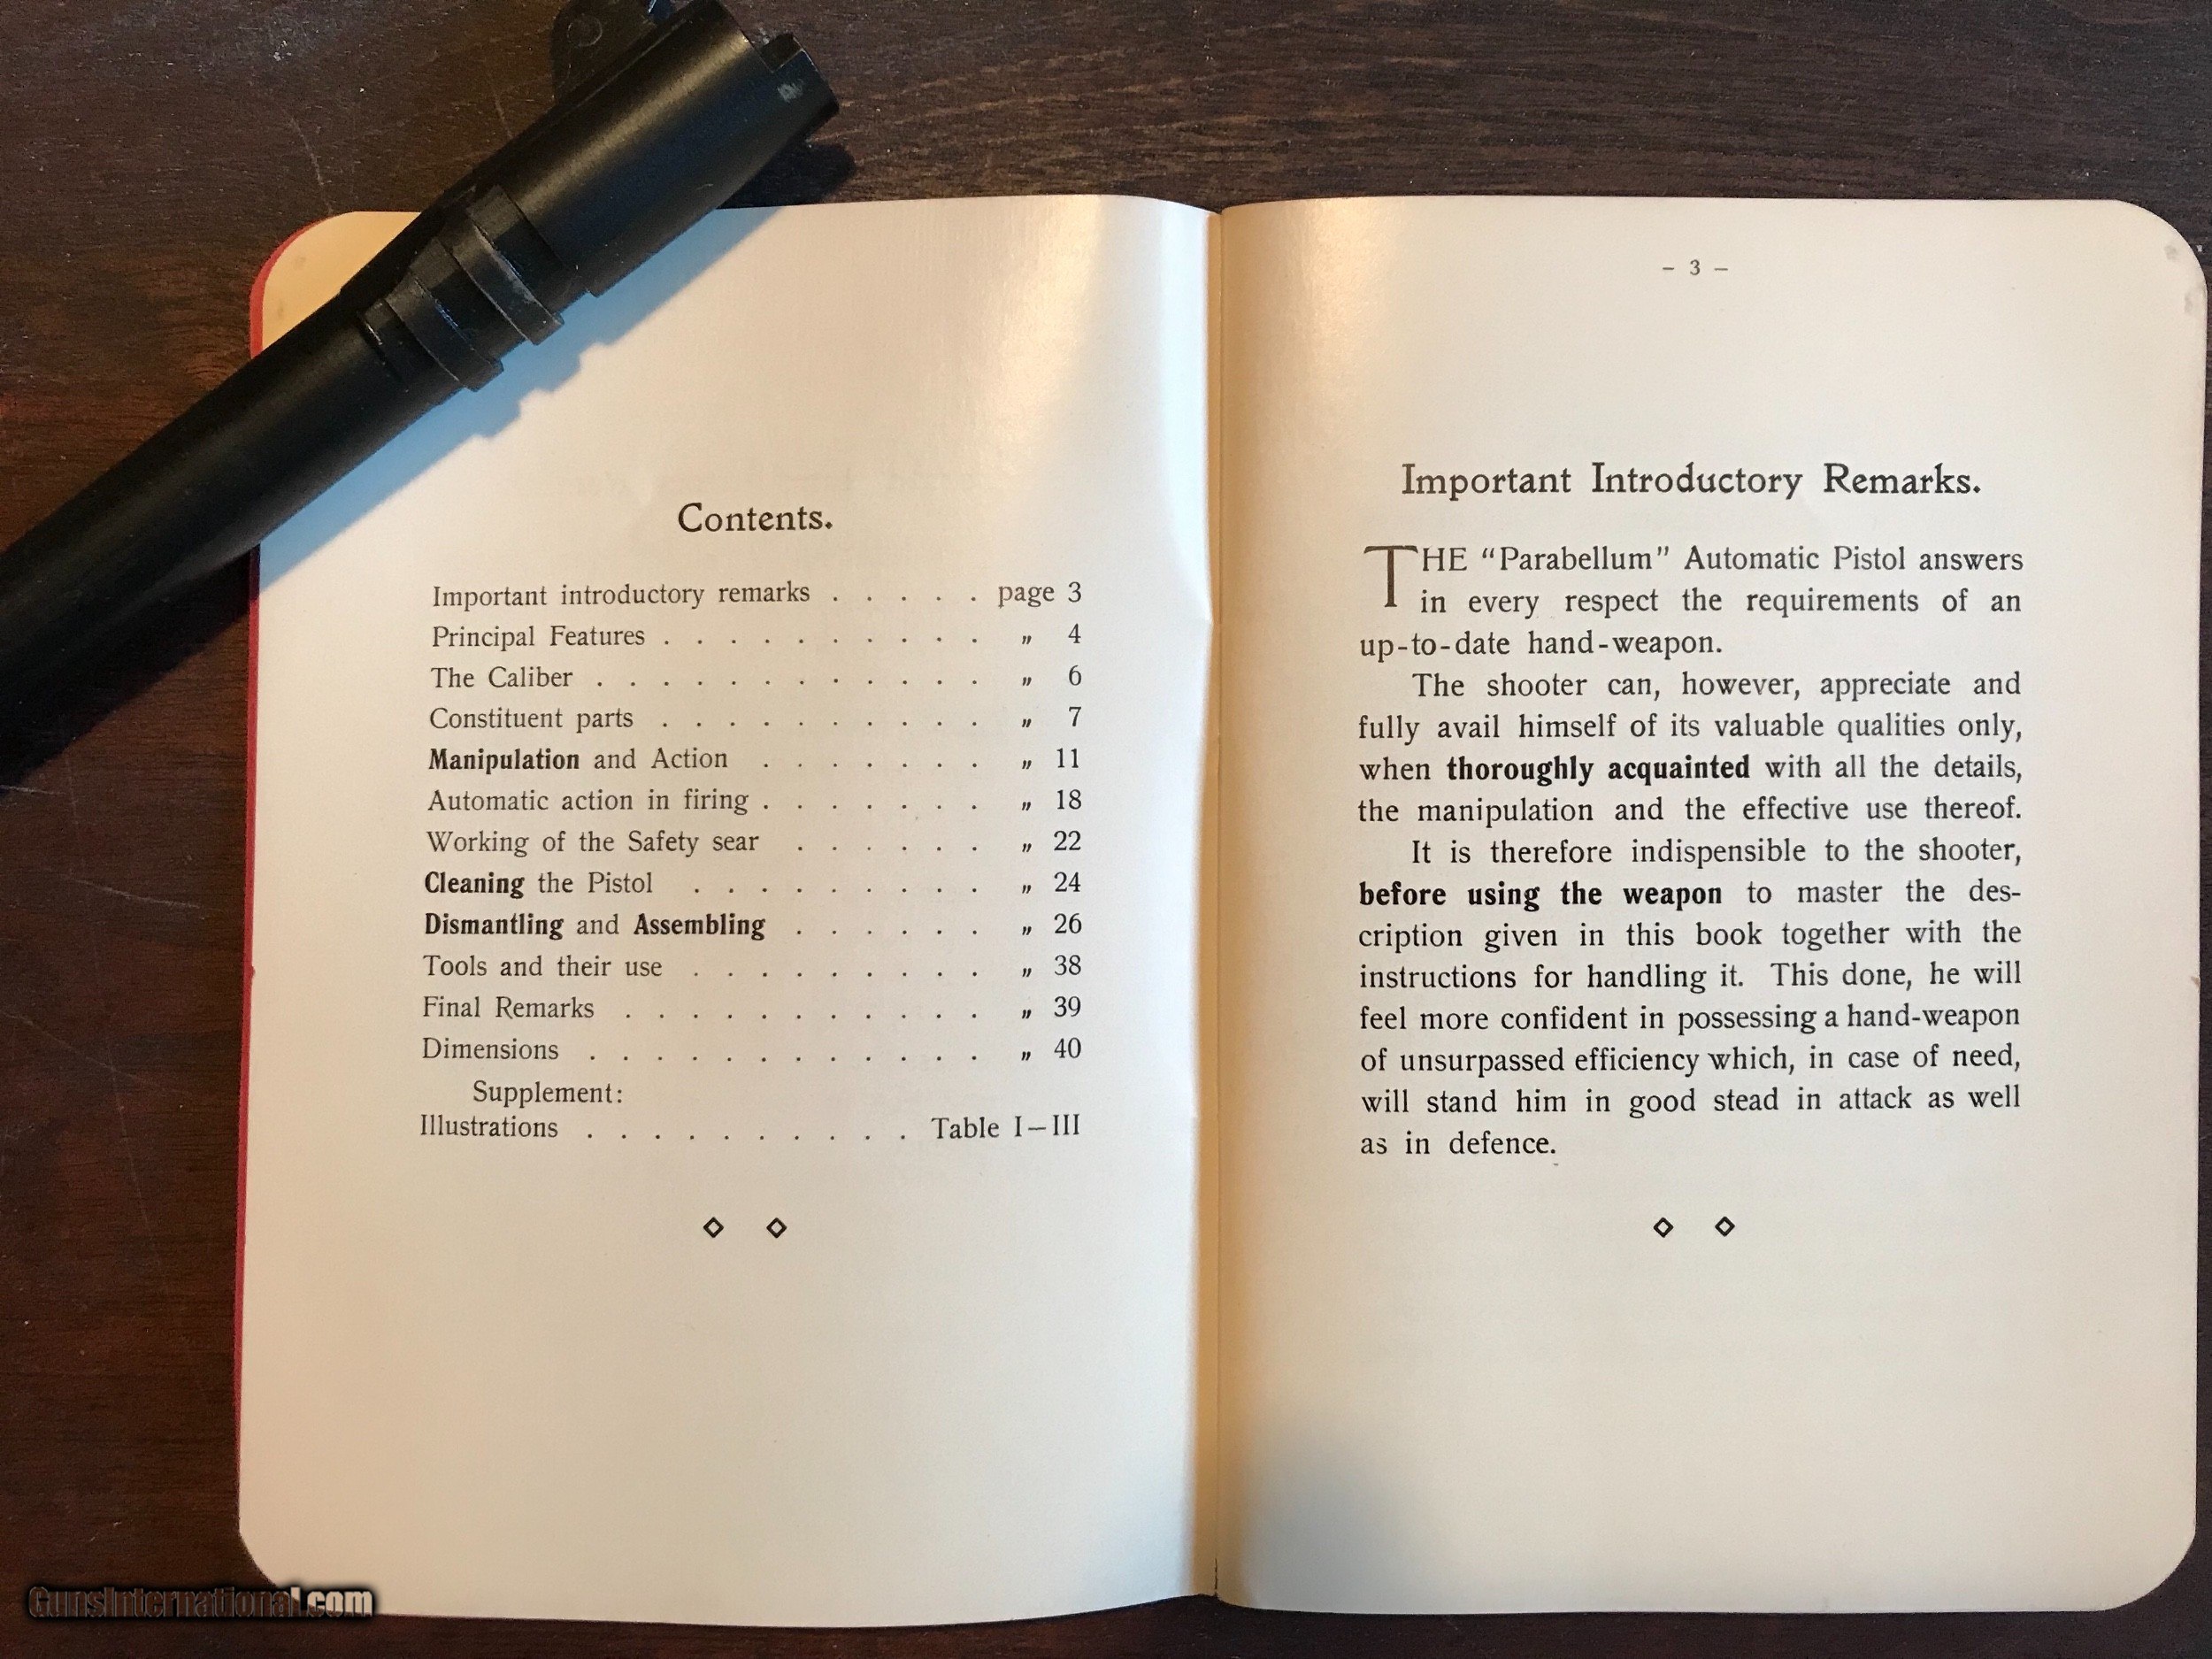 Contents.
Important introductory remarks . . . . . page 3
Principal Features . . . . . . . . . . „ 4
The Caliber . . . . . . . . . . . . „ 6
Constituent parts . . . . . . . . . . „ 7
Manipulation and Action . . . . . . . „ 11
Automatic action in firing . . . . . . . „ 18
Working of the Safety sear . . . . . . „ 22
Cleaning the Pistol . . . . . . . . . „ 24
Dismantling and Assembling . . . . . . „ 26
Tools and their use . . . . . . . . . „ 38
Final Remarks . . . . . . . . . . . „ 39
Dimensions . . . . . . . . . . . . „ 40
Supplement:
Illustrations . . . . . . . . . . Table I–III
– 3 –
Important Introductory Remarks.
THE “Parabellum” Automatic Pistol answers
in every respect the requirements of an
up-to-date hand-weapon.
The shooter can, however, appreciate and
fully avail himself of its valuable qualities only,
when thoroughly acquainted with all the details,
the manipulation and the effective use thereof.
It is therefore indispensible to the shooter,
before using the weapon to master the des-
cription given in this book together with the
instructions for handling it. This done, he will
feel more confident in possessing a hand-weapon
of unsurpassed efficiency which, in case of need,
will stand him in good stead in attack as well
as in defence.
GunsInternational.com